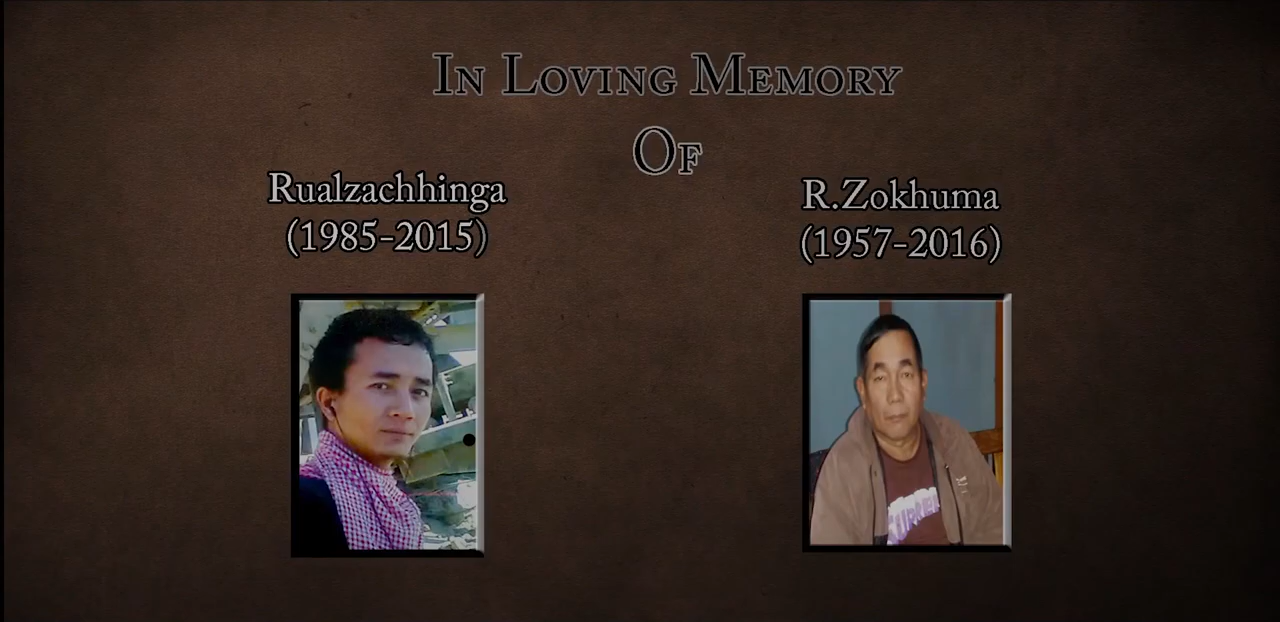 In Loving Memory
Of
Rualzachhinga
(1985-2015)
R.Zokhuma
(1957-2016)